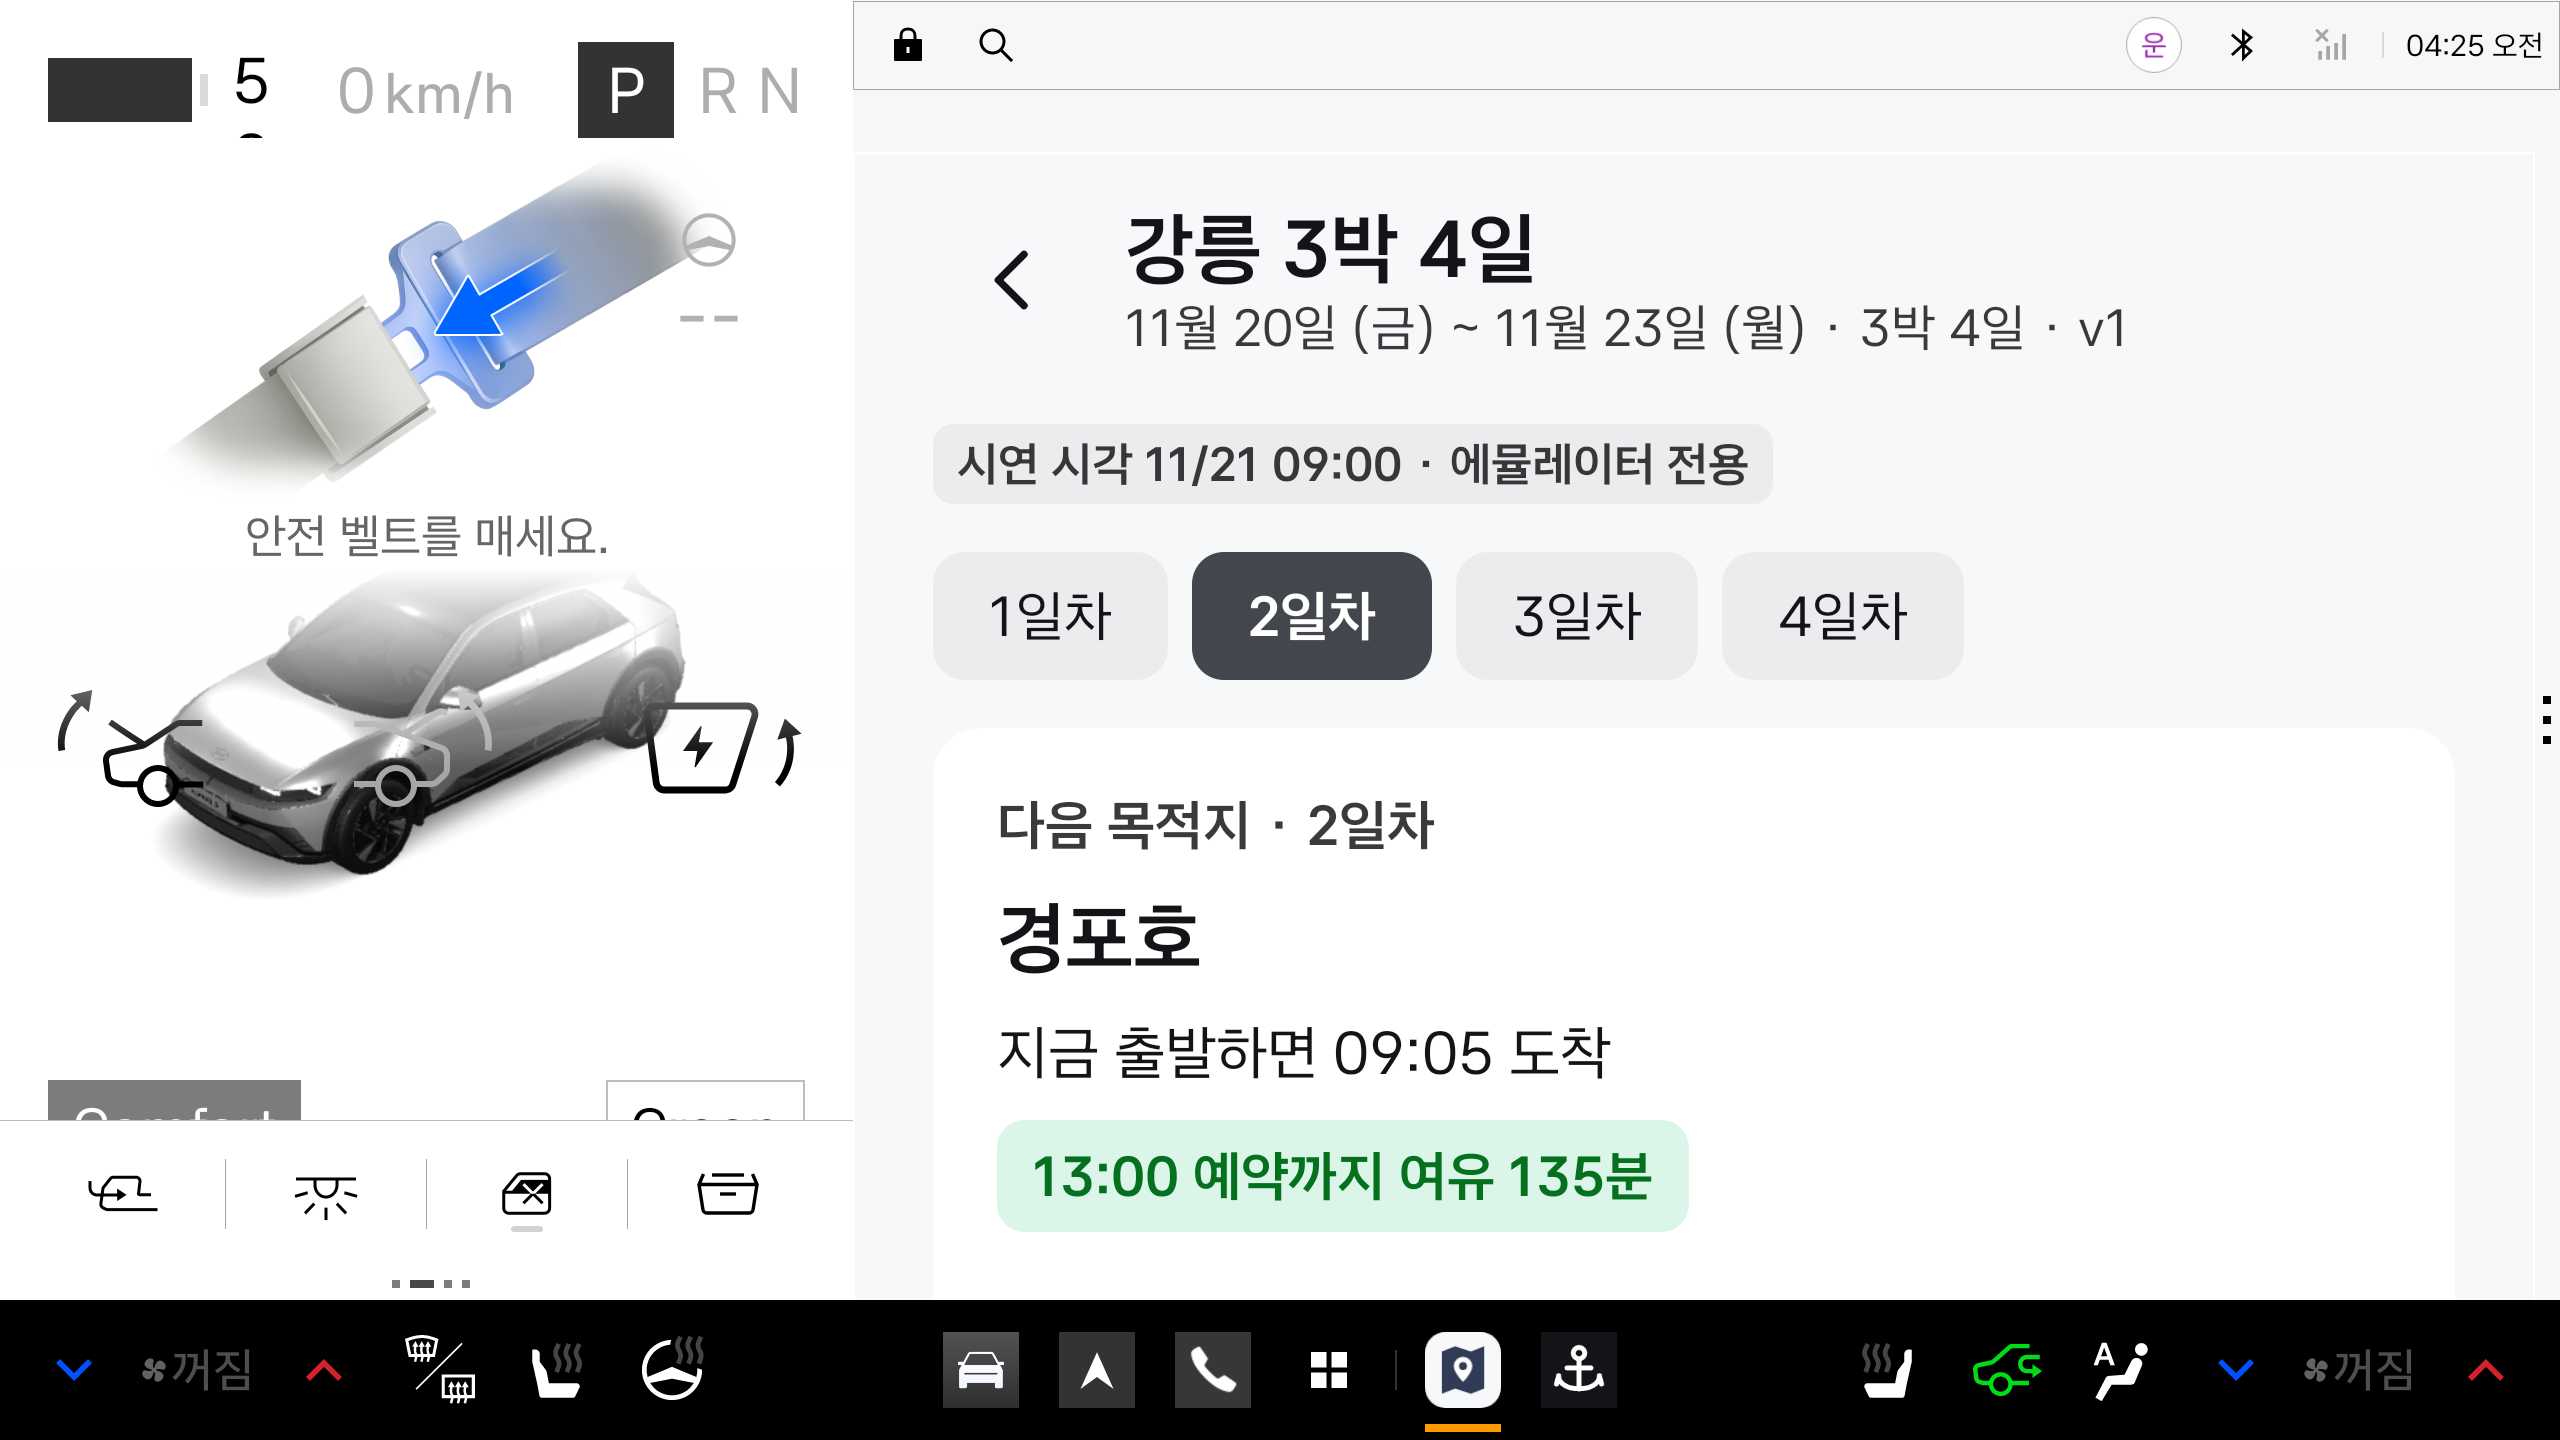 5
0 km/h
P R N
안전 벨트를 매세요.
04:25 오전
운
강릉 3박 4일
11월 20일 (금) ~ 11월 23일 (월) · 3박 4일 · v1
시연 시각 11/21 09:00 · 에뮬레이터 전용
1일차 2일차 3일차 4일차
다음 목적지 · 2일차
경포호
지금 출발하면 09:05 도착
13:00 예약까지 여유 135분
꺼짐
A
꺼짐